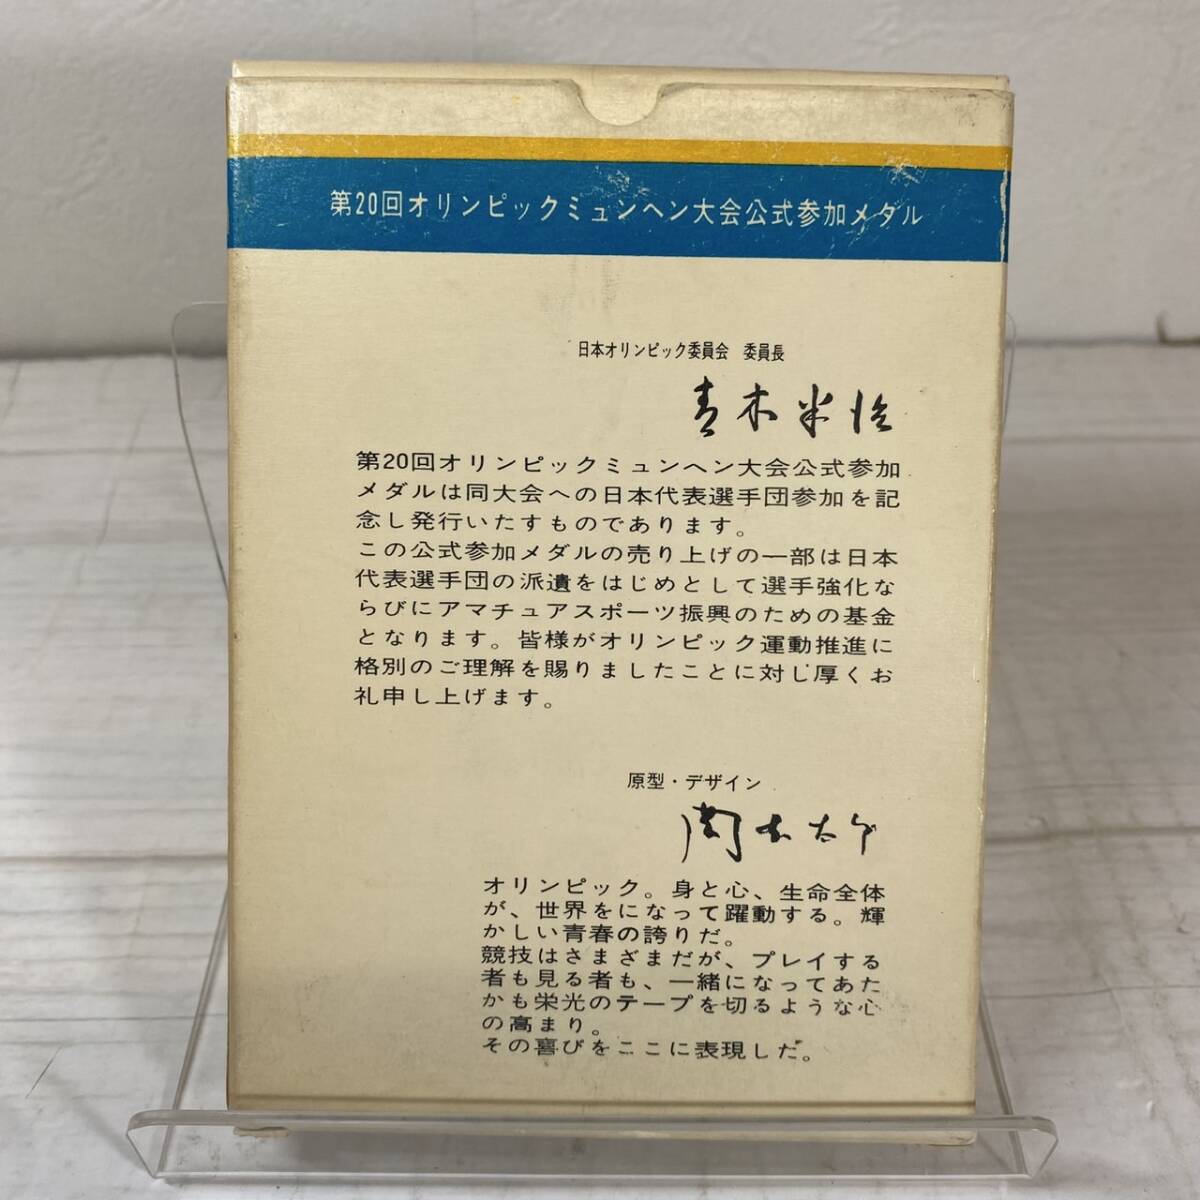 第20回オリンピックミュンヘン大会公式参加メダル
日本オリンピック委員会 委員長
青木半治
第20回オリンピックミュンヘン大会公式参加
メダルは同大会への日本代表選手団参加を記
念し発行いたすものであります。
この公式参加メダルの売り上げの一部は日本
代表選手団の派遣をはじめとして選手強化な
らびにアマチュアスポーツ振興のための基金
となります。皆様がオリンピック運動推進に
格別のご理解を賜りましたことに対し厚くお
礼申し上げます。
原型・デザイン
岡本太郎
オリンピック。身と心、生命全体
が、世界をになって躍動する。輝
かしい青春の誇りだ。
競技はさまざまだが、プレイする
者も見る者も、一緒になってあた
かも栄光のテープを切るような心
の高まり。
その喜びをここに表現した。